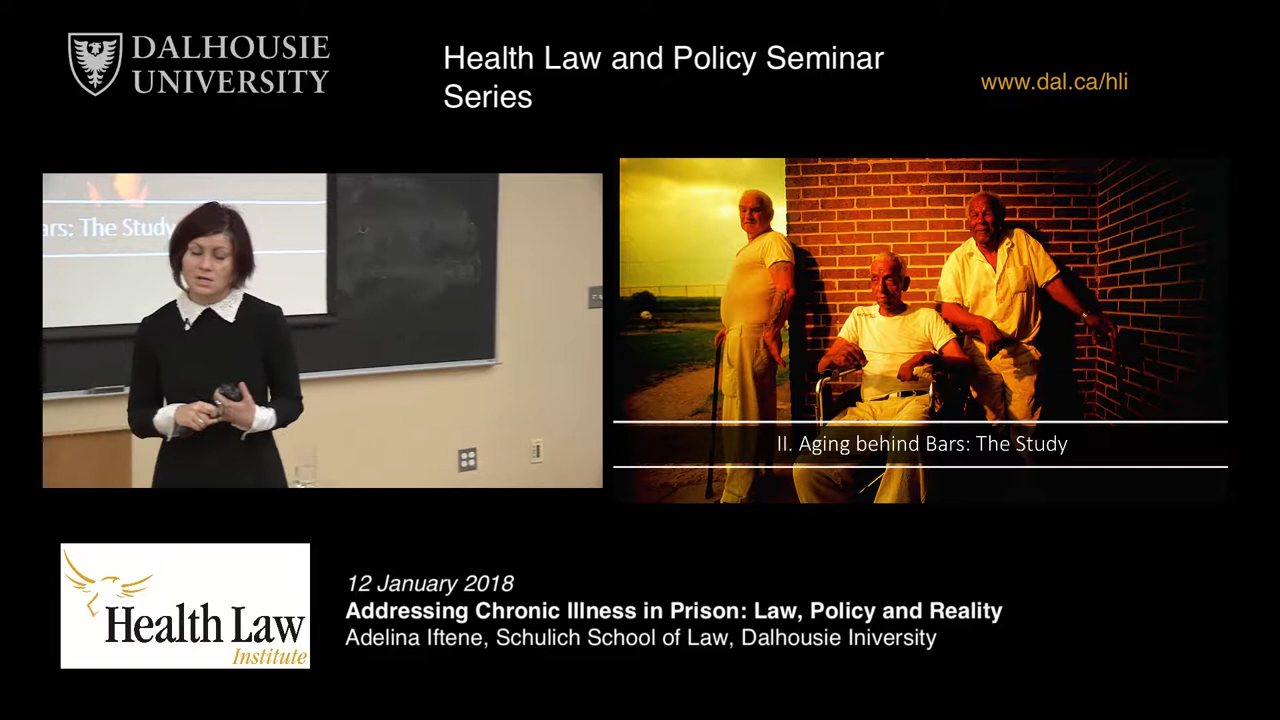 DALHOUSIE
UNIVERSITY
Health Law and Policy Seminar
Series
www.dal.ca/hli
ars: The Study
II. Aging behind Bars: The Study
Health Law
Institute
12 January 2018
Addressing Chronic Illness in Prison: Law, Policy and Reality
Adelina Iftene, Schulich School of Law, Dalhousie Iniversity